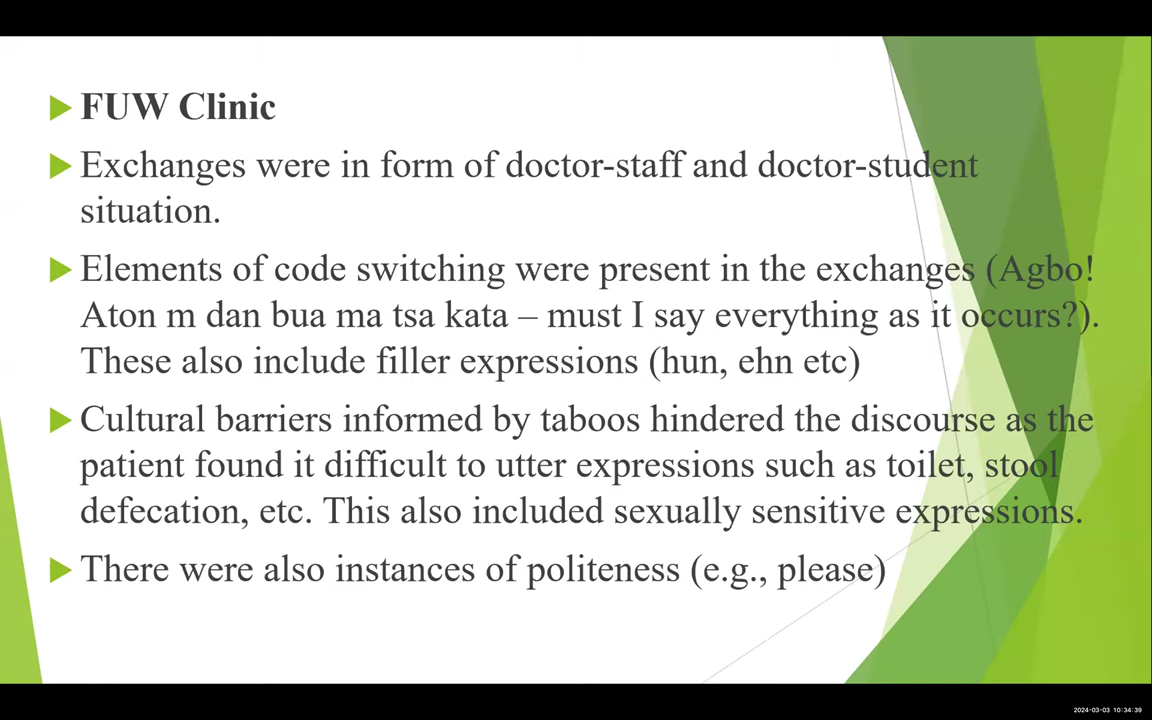 FUW Clinic
Exchanges were in form of doctor-staff and doctor-student
situation.
Elements of code switching were present in the exchanges (Agbo!
Aton m dan bua ma tsa kata – must I say everything as it occurs?).
These also include filler expressions (hun, ehn etc)
Cultural barriers informed by taboos hindered the discourse as the
patient found it difficult to utter expressions such as toilet, stool
defecation, etc. This also included sexually sensitive expressions.
There were also instances of politeness (e.g., please)
2024-03-03 10:34:39